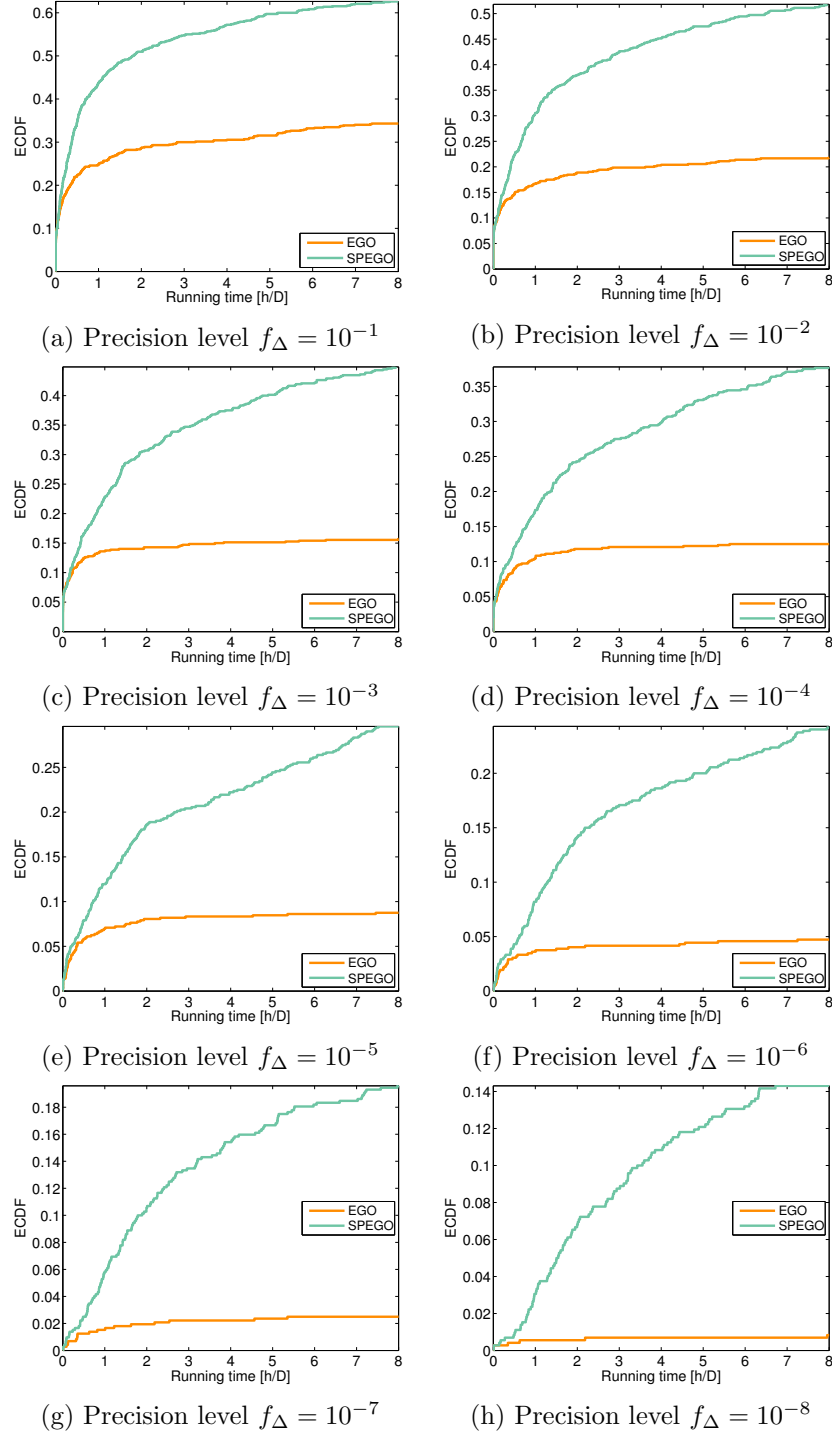 0.6
0.5
0.4
0.3
0.2
0.1
0
ECDF
EGO
SPEGO
0 1 2 3 4 5 6 7 8
Running time [h/D]
(a) Precision level f_Δ = 10⁻¹
0.5
0.45
0.4
0.35
0.3
0.25
0.2
0.15
0.1
0.05
0
ECDF
EGO
SPEGO
0 1 2 3 4 5 6 7 8
Running time [h/D]
(b) Precision level f_Δ = 10⁻²
0.4
0.35
0.3
0.25
0.2
0.15
0.1
0.05
0
ECDF
EGO
SPEGO
0 1 2 3 4 5 6 7 8
Running time [h/D]
(c) Precision level f_Δ = 10⁻³
0.35
0.3
0.25
0.2
0.15
0.1
0.05
0
ECDF
EGO
SPEGO
0 1 2 3 4 5 6 7 8
Running time [h/D]
(d) Precision level f_Δ = 10⁻⁴
0.25
0.2
0.15
0.1
0.05
0
ECDF
EGO
SPEGO
0 1 2 3 4 5 6 7 8
Running time [h/D]
(e) Precision level f_Δ = 10⁻⁵
0.2
0.15
0.1
0.05
0
ECDF
EGO
SPEGO
0 1 2 3 4 5 6 7 8
Running time [h/D]
(f) Precision level f_Δ = 10⁻⁶
0.18
0.16
0.14
0.12
0.1
0.08
0.06
0.04
0.02
0
ECDF
EGO
SPEGO
0 1 2 3 4 5 6 7 8
Running time [h/D]
(g) Precision level f_Δ = 10⁻⁷
0.14
0.12
0.1
0.08
0.06
0.04
0.02
0
ECDF
EGO
SPEGO
0 1 2 3 4 5 6 7 8
Running time [h/D]
(h) Precision level f_Δ = 10⁻⁸